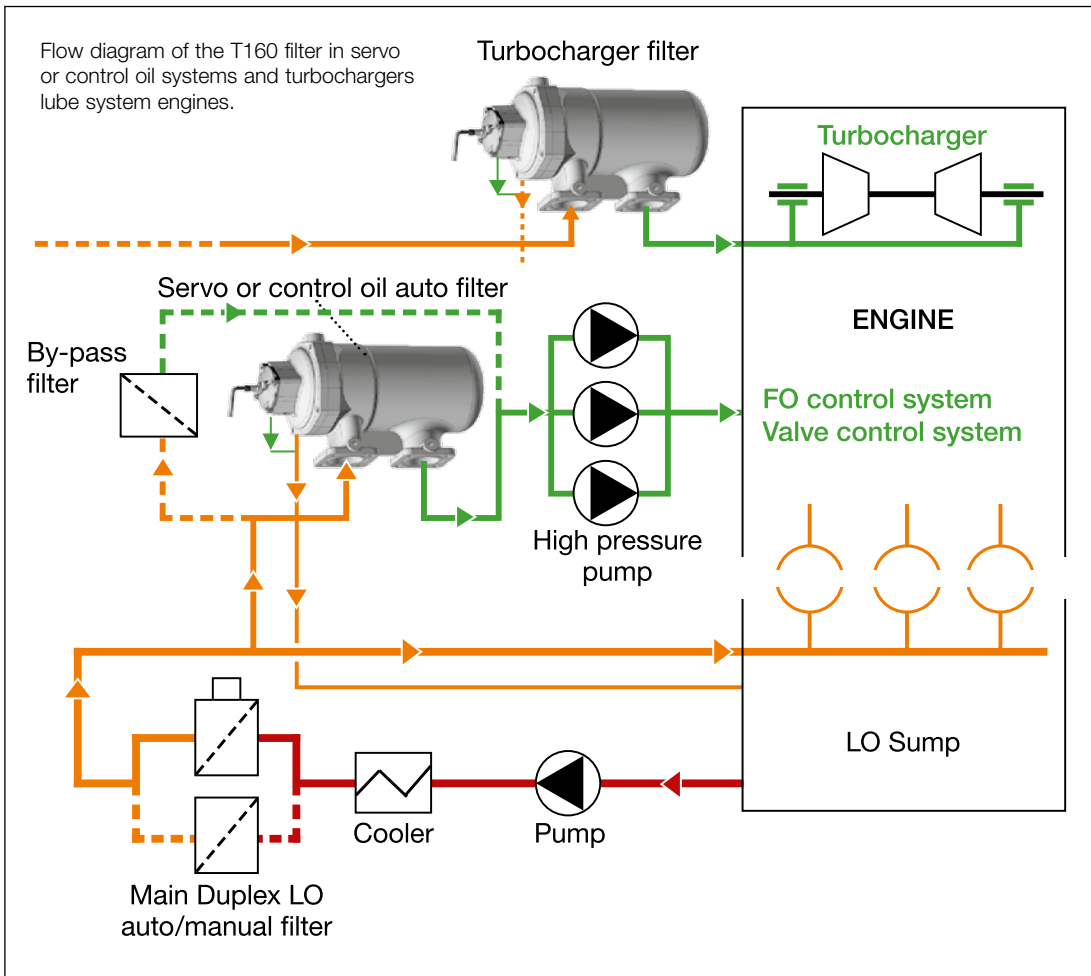 Flow diagram of the T160 filter in servo
or control oil systems and turbochargers
lube system engines.
Turbocharger filter
Turbocharger
Servo or control oil auto filter
ENGINE
By-pass
filter
FO control system
Valve control system
High pressure
pump
LO Sump
Cooler
Pump
Main Duplex LO
auto/manual filter